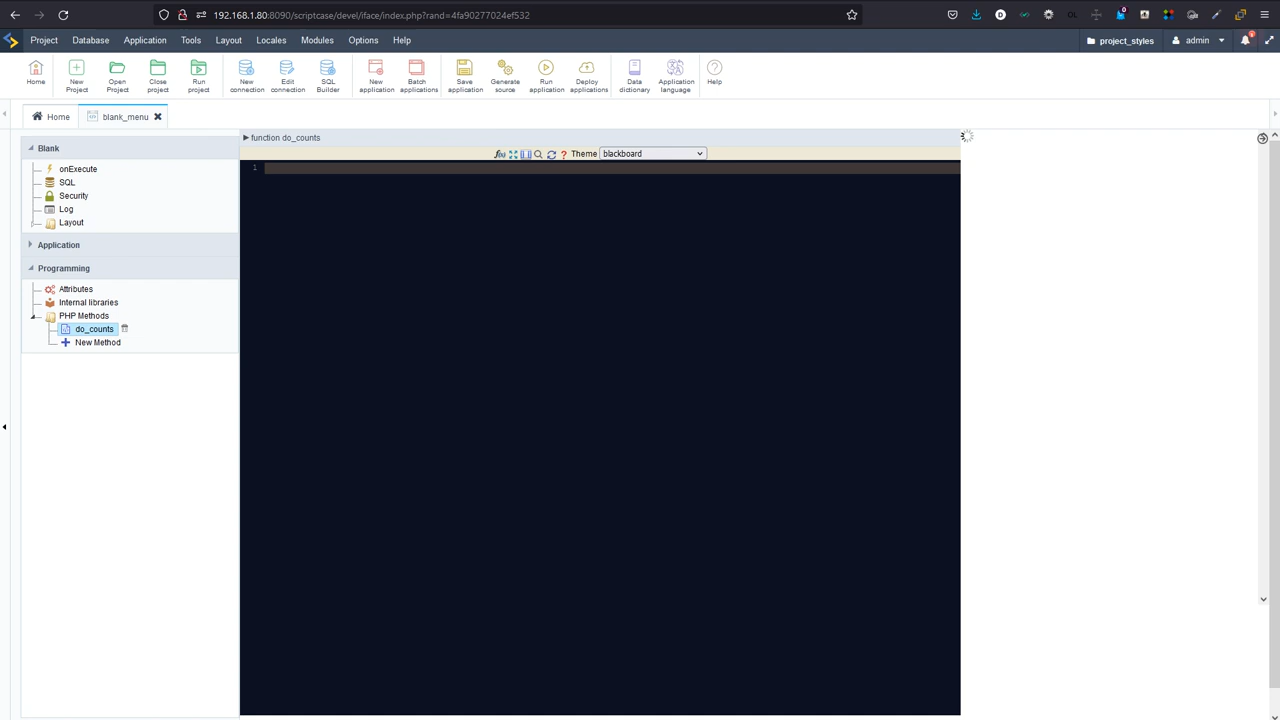 192.168.1.80:8090/scriptcase/devel/iface/index.php?rand=4fa90277024ef532
Project Database Application Tools Layout Locales Modules Options Help project_styles admin
Home New Project Open Project Close project Run project New connection Edit connection SQL Builder New application Batch applications Save application Generate source Run application Deploy applications Data dictionary Application language Help
Home blank_menu
Blank
onExecute
SQL
Security
Log
Layout
Application
Programming
Attributes
Internal libraries
PHP Methods
do_counts
New Method
function do_counts
Theme blackboard
1